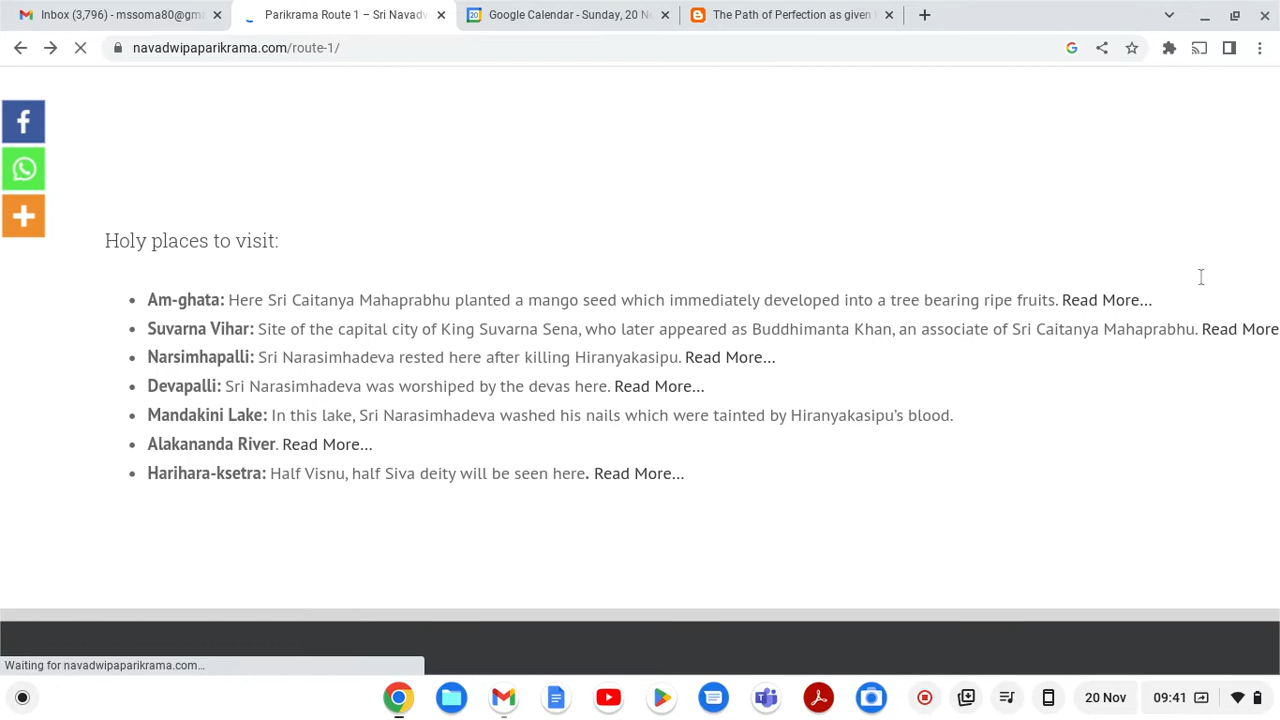 Inbox (3,796) - mssoma80@gma
Parikrama Route 1 – Sri Navadw
Google Calendar - Sunday, 20 N
The Path of Perfection as given
navadwipaparikrama.com/route-1/
Holy places to visit:
Am-ghata: Here Sri Caitanya Mahaprabhu planted a mango seed which immediately developed into a tree bearing ripe fruits. Read More…
Suvarna Vihar: Site of the capital city of King Suvarna Sena, who later appeared as Buddhimanta Khan, an associate of Sri Caitanya Mahaprabhu. Read More
Narsimhapalli: Sri Narasimhadeva rested here after killing Hiranyakasipu. Read More…
Devapalli: Sri Narasimhadeva was worshiped by the devas here. Read More…
Mandakini Lake: In this lake, Sri Narasimhadeva washed his nails which were tainted by Hiranyakasipu’s blood.
Alakananda River. Read More…
Harihara-ksetra: Half Visnu, half Siva deity will be seen here. Read More…
Waiting for navadwipaparikrama.com…
20 Nov
09:41